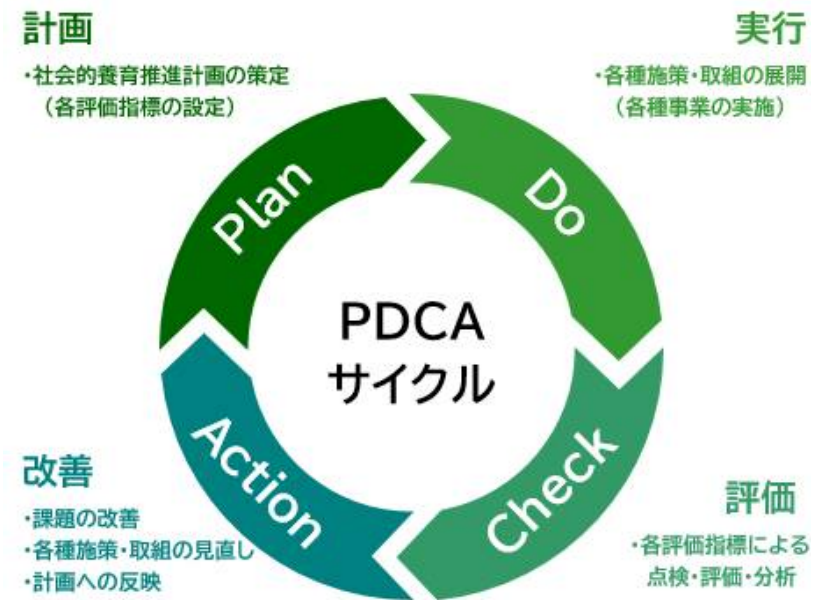 計画
・社会的養育推進計画の策定
（各評価指標の設定）
実行
・各種施策・取組の展開
（各種事業の実施）
Plan
Do
PDCA
サイクル
Action
Check
改善
・課題の改善
・各種施策・取組の見直し
・計画への反映
評価
・各評価指標による
点検・評価・分析